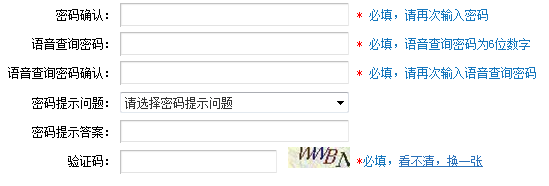 密码确认： * 必填，请再次输入密码
语音查询密码： * 必填，语音查询密码为6位数字
语音查询密码确认： * 必填，请再次输入语音查询密码
密码提示问题： 请选择密码提示问题
密码提示答案：
验证码： *必填，看不清，换一张